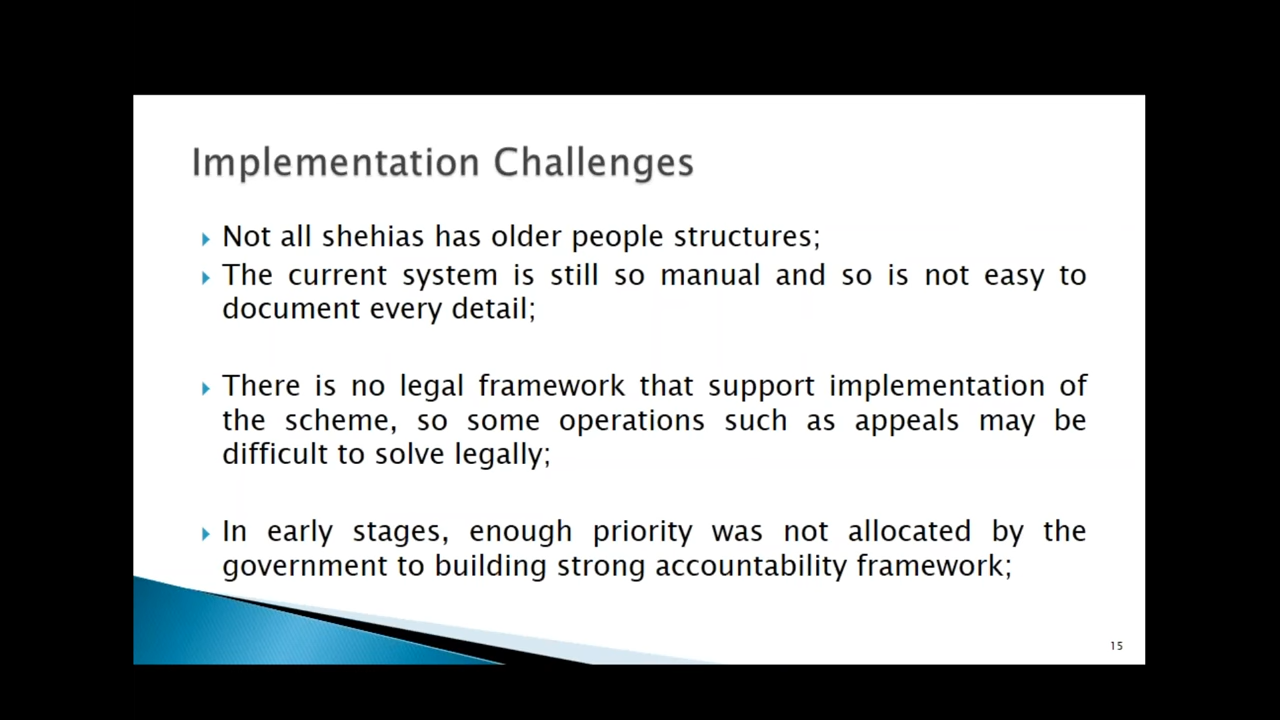 Implementation Challenges
Not all shehias has older people structures;
The current system is still so manual and so is not easy to
document every detail;
There is no legal framework that support implementation of
the scheme, so some operations such as appeals may be
difficult to solve legally;
In early stages, enough priority was not allocated by the
government to building strong accountability framework;
15